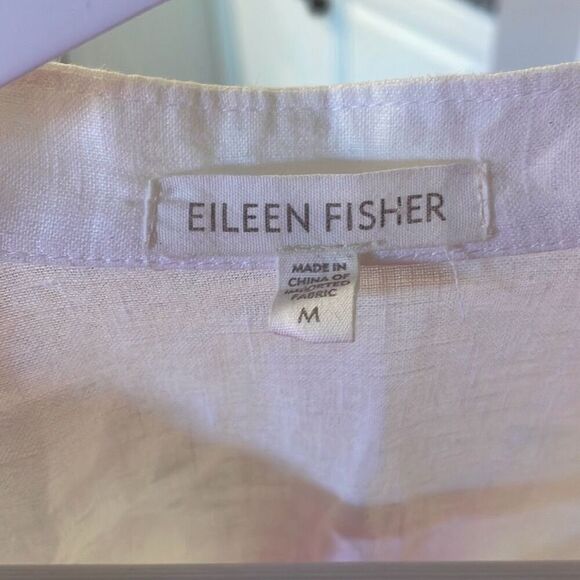 EILEEN FISHER
MADE IN
CHINA OF
IMPORTED
FABRIC
M